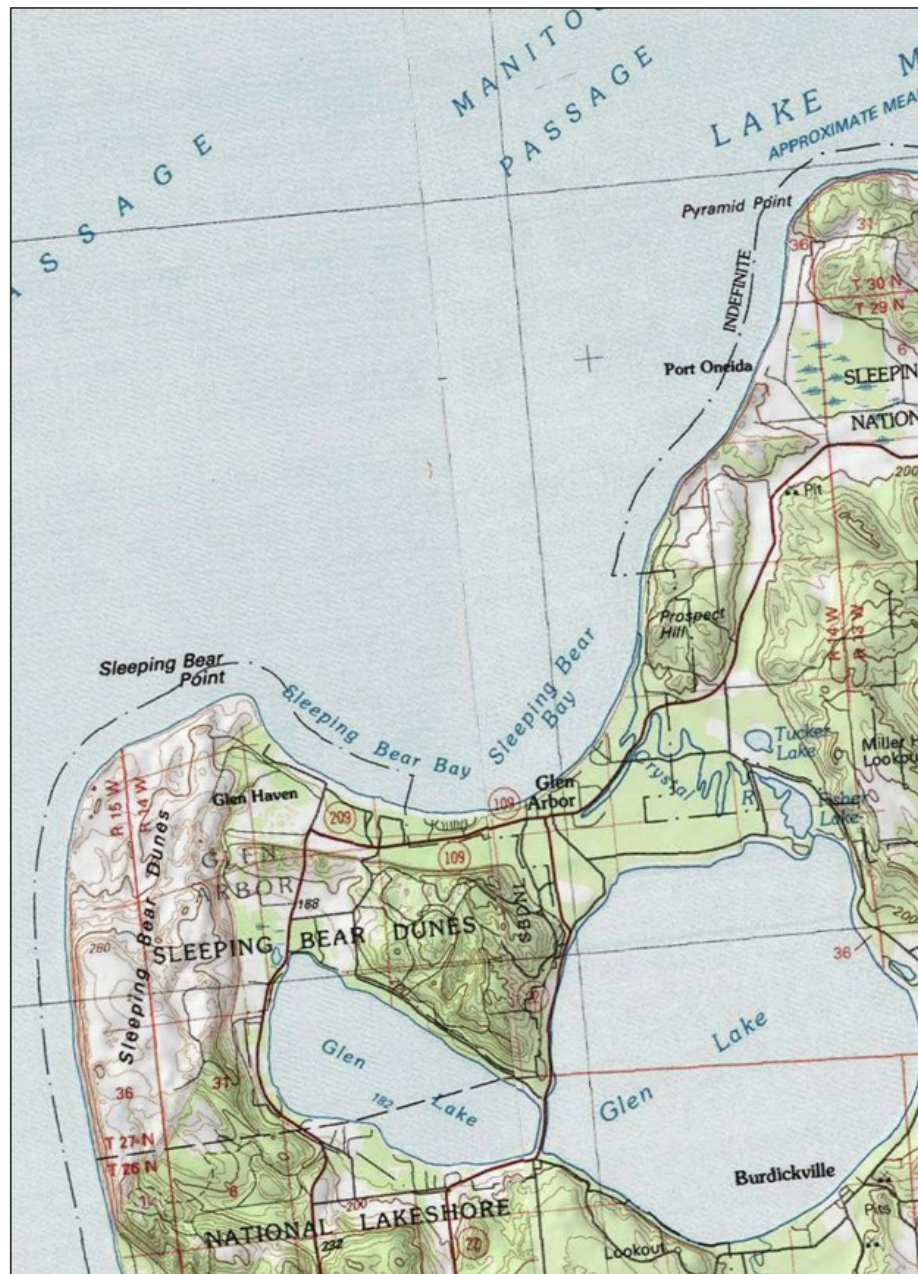 MANITOU
PASSAGE
ASSAGE
LAKE M
APPROXIMATE MEA
Pyramid Point
31
36
INDEFINITE
T 30 N
T 29 N
6
Port Oneida
SLEEPIN
NATION
200
Pit
Prospect
Hill
R 14 W
R 13 W
Sleeping Bear
Point
Sleeping Bear Bay
Sleeping Bear
Bay
Tucker
Lake
Miller H
Lookou
Crystal
R
Fisher
Lake
Glen
Arbor
109
Glen Haven
209
109
R 15 W
R 14 W
GLEN
ARBOR
188
SBDNL
Sleeping Bear Dunes
280
SLEEPING BEAR DUNES
36
200
Glen
Lake
182
Glen
Lake
31
36
T 27 N
T 26 N
1
6
Burdickville
200
NATIONAL LAKESHORE
232
22
Lookout
Pits